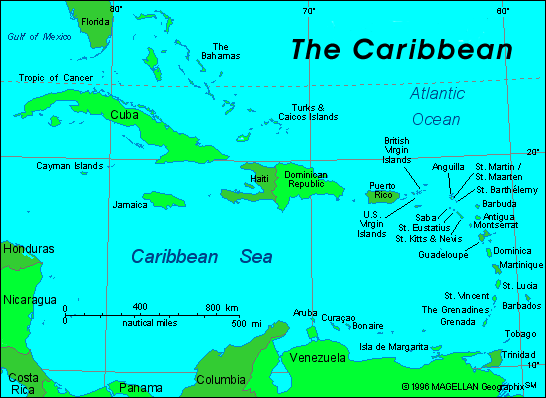 80°
70°
60°
Florida
Gulf of Mexico
The
Bahamas
The Caribbean
Tropic of Cancer
Atlantic
Ocean
Cuba
Turks &
Caicos Islands
20°
Cayman Islands
British
Virgin
Islands
Anguilla
St. Martin /
St. Maarten
St. Barthélemy
Haiti
Dominican
Republic
Puerto
Rico
Jamaica
U.S.
Virgin
Islands
Saba
St. Eustatius
St. Kitts & Nevis
Barbuda
Antigua
Montserrat
Guadeloupe
Honduras
Caribbean Sea
Dominica
Martinique
Nicaragua
St. Lucia
0 400 800 km
0 nautical miles 500 mi
St. Vincent
Barbados
The Grenadines
Grenada
Aruba
Curaçao
Bonaire
Tobago
Isla de Margarita
Trinidad
Venezuela
10°
Costa
Rica
Panama
Columbia
© 1996 MAGELLAN Geographix SM